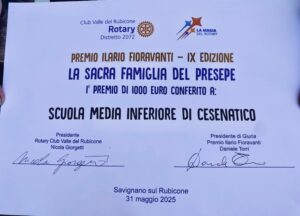 Club Valle del Rubicone
Rotary
Distretto 2072
LA MAGIA
DEL ROTARY
PREMIO ILARIO FIORAVANTI - IX EDIZIONE
LA SACRA FAMIGLIA DEL PRESEPE
I° PREMIO DI 1000 EURO CONFERITO A:
SCUOLA MEDIA INFERIORE DI CESENATICO
Presidente
Rotary Club Valle del Rubicone
Nicola Giorgetti
Presidente di Giuria
Premio Ilario Fioravanti
Daniele Torri
Nicola Giorgetti
Savignano sul Rubicone
31 maggio 2025